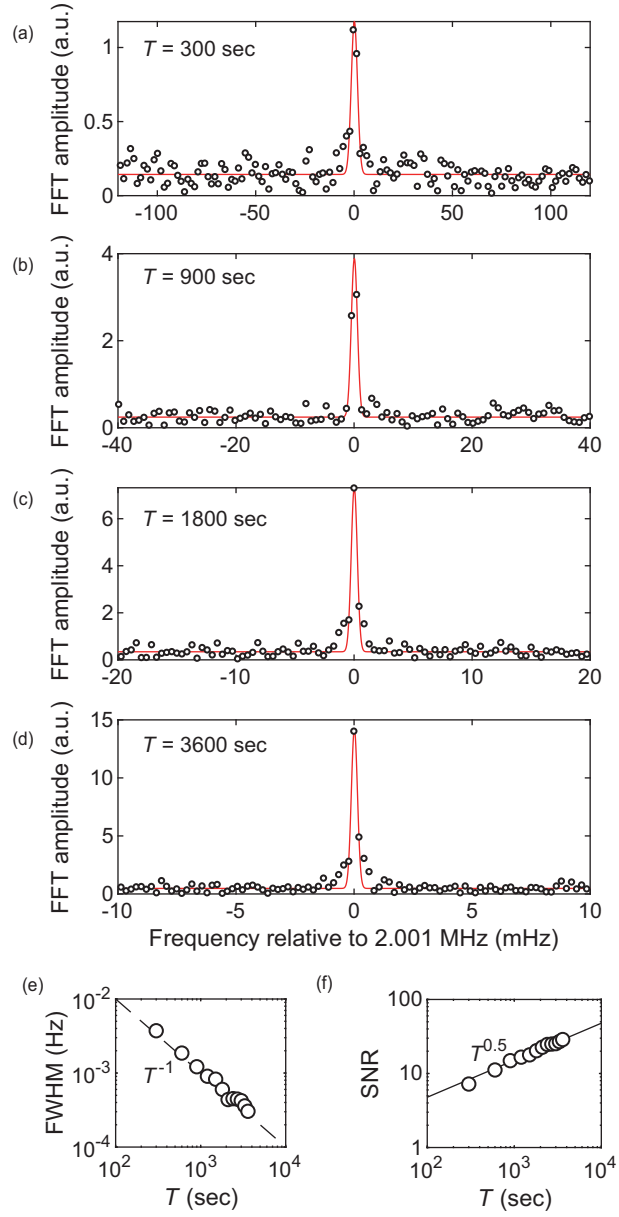 (a)
FFT amplitude (a.u.)
T = 300 sec
1
0.5
0
-100 -50 0 50 100
(b)
FFT amplitude (a.u.)
T = 900 sec
4
2
0
-40 -20 0 20 40
(c)
FFT amplitude (a.u.)
T = 1800 sec
6
4
2
0
-20 -10 0 10 20
(d)
FFT amplitude (a.u.)
T = 3600 sec
15
10
5
0
-10 -5 0 5 10
Frequency relative to 2.001 MHz (mHz)
(e)
FWHM (Hz)
10^-2
10^-3
10^-4
T^-1
10^2 10^3 10^4
T (sec)
(f)
SNR
100
10
1
T^0.5
10^2 10^3 10^4
T (sec)